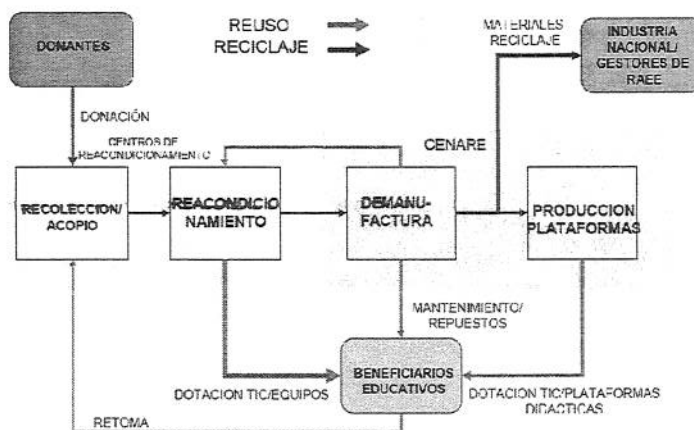 DONANTES
REUSO
RECICLAJE
MATERIALES
RECICLAJE
INDUSTRIA
NACIONAL/
GESTORES DE
RAEE
DONACIÓN
CENTROS DE
REACONDICIONAMIENTO
CENARE
RECOLECCION/
ACOPIO
REACONDICIO
NAMIENTO
DEMANU-
FACTURA
PRODUCCION
PLATAFORMAS
MANTENIMIENTO/
REPUESTOS
BENEFICIARIOS
EDUCATIVOS
DOTACION TIC/EQUIPOS
DOTACION TIC/PLATAFORMAS
DIDACTICAS
RETOMA